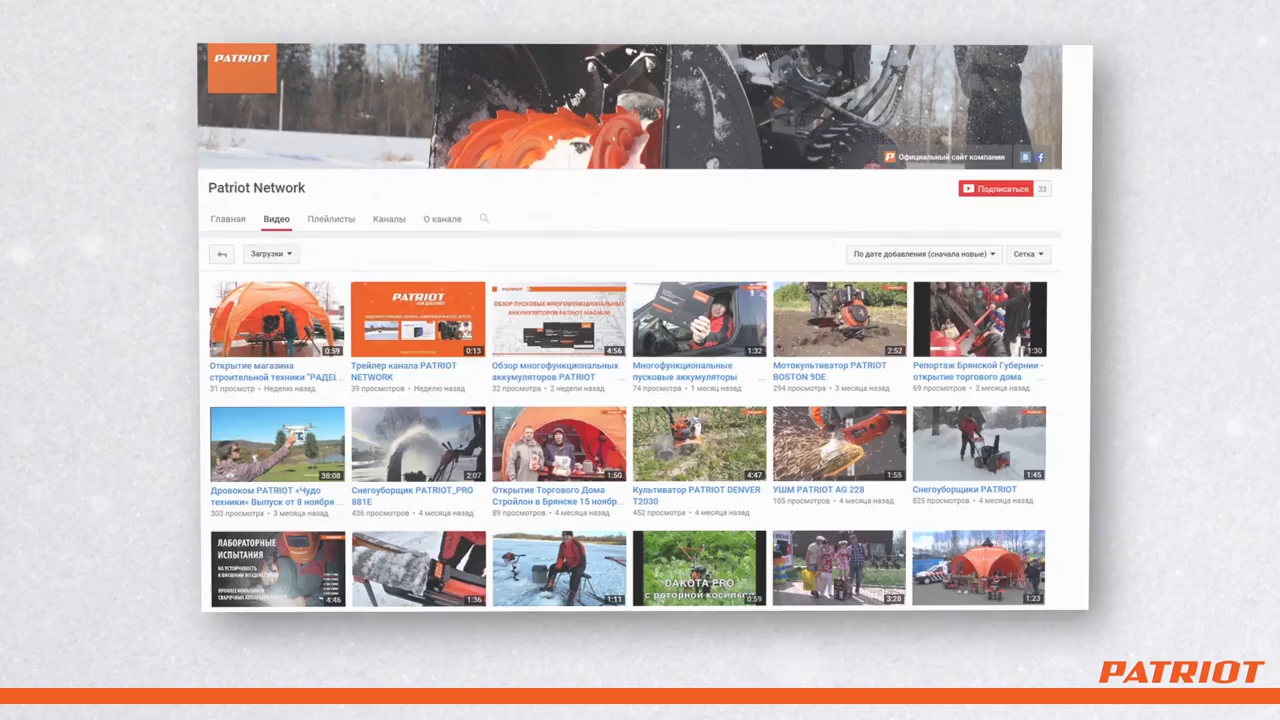 PATRIOT
Официальный сайт компании
Patriot Network
Подписаться 33
Главная Видео Плейлисты Каналы О канале
Загрузки По дате добавления (сначала новые) Сетка
PATRIOT
ОБЗОР ПУСКОВЫХ МНОГОФУНКЦИОНАЛЬНЫХ
АККУМУЛЯТОРОВ PATRIOT MAGNUM
0:59 0:13 4:56 1:32 2:52 1:30
Открытие магазина
строительной техники "РАДЕ...
31 просмотр • Неделю назад
Трейлер канала PATRIOT
NETWORK
39 просмотров • Неделю назад
Обзор многофункциональных
аккумуляторов PATRIOT ...
32 просмотра • 2 недели назад
Многофункциональные
пусковые аккумуляторы ...
74 просмотра • 1 месяц назад
Мотокультиватор PATRIOT
BOSTON 9DE
294 просмотра • 3 месяца назад
Репортаж Брянской Губернии -
открытие торгового дома ...
69 просмотров • 3 месяца назад
38:08 2:07 1:50 4:47 1:55 1:45
Дровоком PATRIOT «Чудо
техники» Выпуск от 8 ноября ...
303 просмотра • 3 месяца назад
Снегоуборщик PATRIOT_PRO
881E
436 просмотров • 4 месяца назад
Открытие Торгового Дома
Стройлон в Брянске 15 ноябр...
89 просмотров • 4 месяца назад
Культиватор PATRIOT DENVER
T2030
452 просмотра • 4 месяца назад
УШМ PATRIOT AG 228
105 просмотров • 4 месяца назад
Снегоуборщики PATRIOT
825 просмотров • 4 месяца назад
ЛАБОРАТОРНЫЕ
ИСПЫТАНИЯ
НА УСТОЙЧИВОСТЬ
К ВНЕШНИМ ВОЗДЕЙСТВИЯМ
ПРОФЕССИОНАЛЬНЫЕ
DAKOTA PRO
с роторной косилкой
4:46 1:36 1:11 0:59 3:28 1:23
PATRIOT